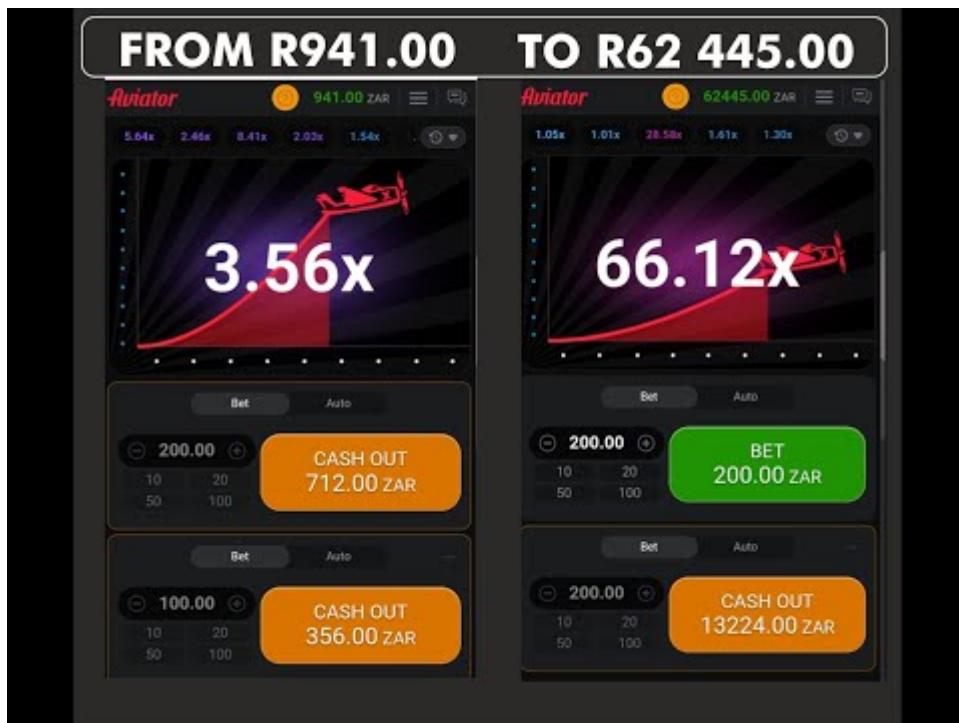 FROM R941.00 TO R62 445.00
Aviator 941.00 ZAR
5.64x 2.46x 8.41x 2.03x 1.54x
3.56x
Bet Auto
200.00
CASH OUT
712.00 ZAR
10 20
50 100
Bet Auto
100.00
CASH OUT
356.00 ZAR
10 20
50 100
Aviator 62445.00 ZAR
1.05x 1.01x 28.58x 1.61x 1.30x
66.12x
Bet Auto
200.00
BET
200.00 ZAR
10 20
50 100
Bet Auto
200.00
CASH OUT
13224.00 ZAR
10 20
50 100